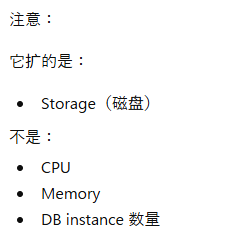 注意：
它扩的是：
• Storage（磁盘）
不是：
• CPU
• Memory
• DB instance 数量